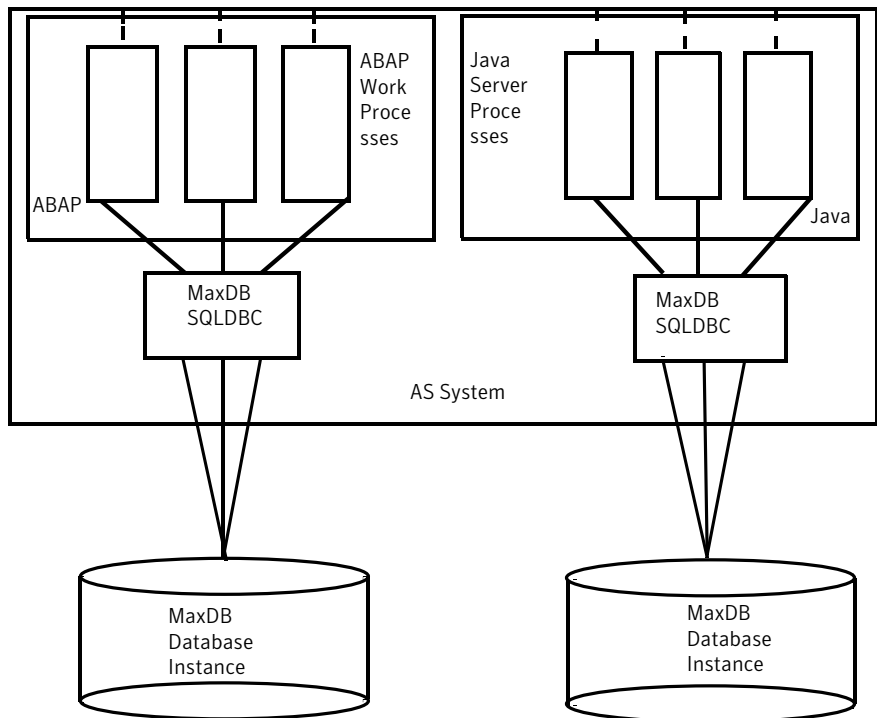 ABAP
Work
Proce
sses
ABAP
Java
Server
Proce
sses
Java
MaxDB
SQLDBC
MaxDB
SQLDBC
AS System
MaxDB
Database
Instance
MaxDB
Database
Instance